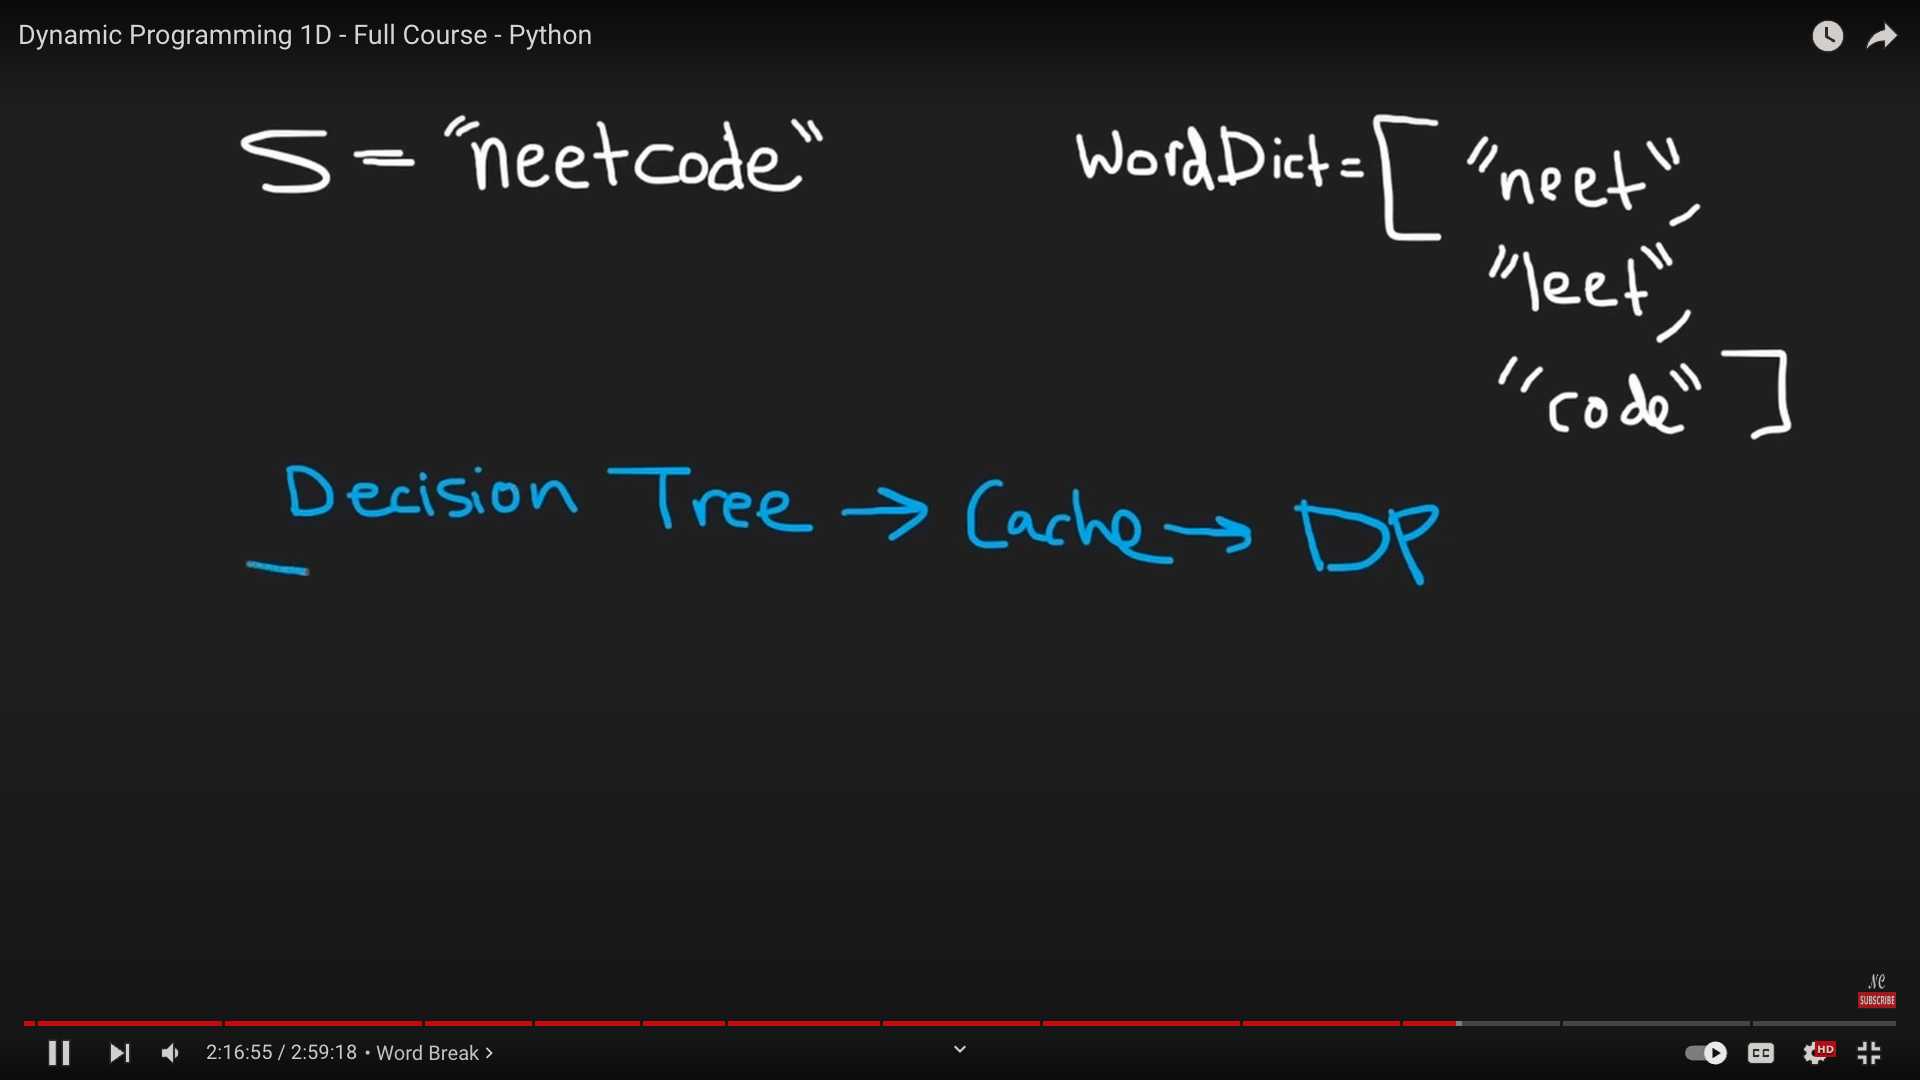 Dynamic Programming 1D - Full Course - Python
S = "neetcode"
WordDict = [ "neet",
"leet",
"code" ]
Decision Tree → Cache → DP
NC
SUBSCRIBE
2:16:55 / 2:59:18 • Word Break >
CC
HD